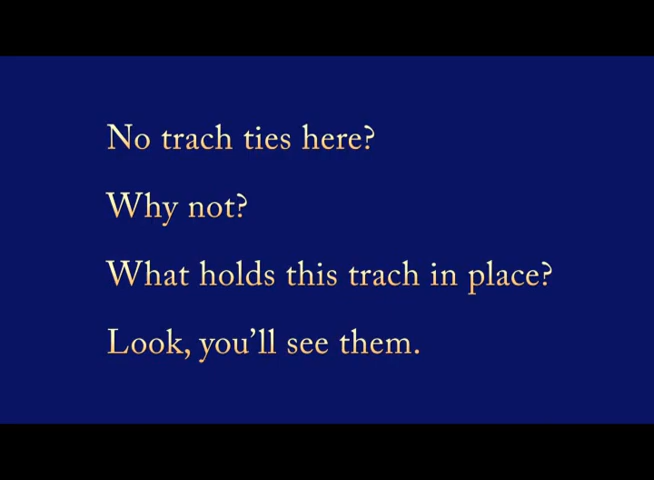 No trach ties here?
Why not?
What holds this trach in place?
Look, you’ll see them.